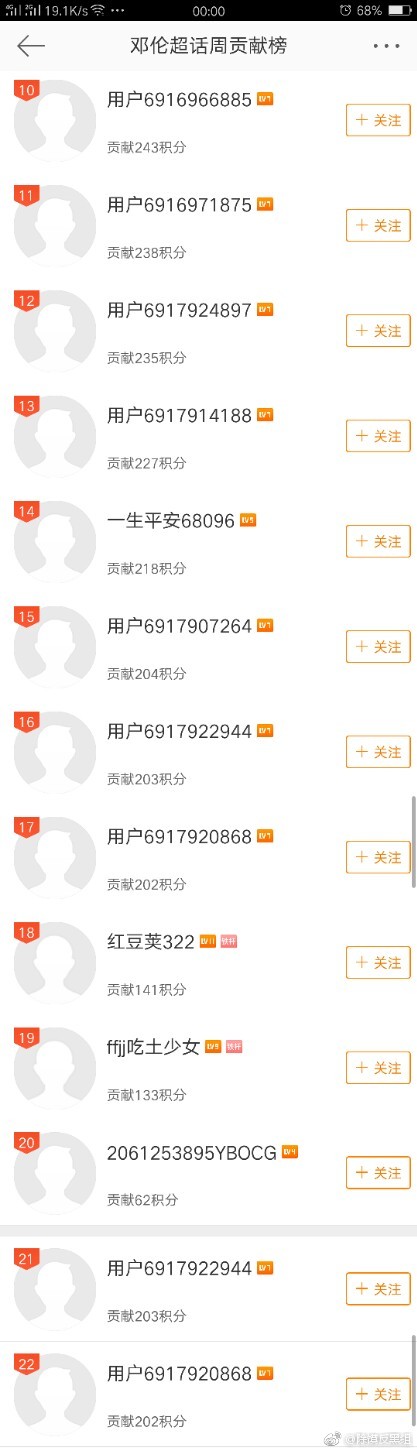 4G 2G 19.1K/s ··· 00:00 68%
邓伦超话周贡献榜 ···
10 用户6916966885 LV7
贡献243积分
+ 关注
11 用户6916971875 LV7
贡献238积分
+ 关注
12 用户6917924897 LV7
贡献235积分
+ 关注
13 用户6917914188 LV7
贡献227积分
+ 关注
14 一生平安68096 LV5
贡献218积分
+ 关注
15 用户6917907264 LV7
贡献204积分
+ 关注
16 用户6917922944 LV7
贡献203积分
+ 关注
17 用户6917920868 LV7
贡献202积分
+ 关注
18 红豆荚322 LV11 铁杆
贡献141积分
+ 关注
19 ffjj吃土少女 LV9 铁杆
贡献133积分
+ 关注
20 2061253895YBOCG LV4
贡献62积分
+ 关注
21 用户6917922944 LV7
贡献203积分
+ 关注
22 用户6917920868 LV7
贡献202积分
+ 关注